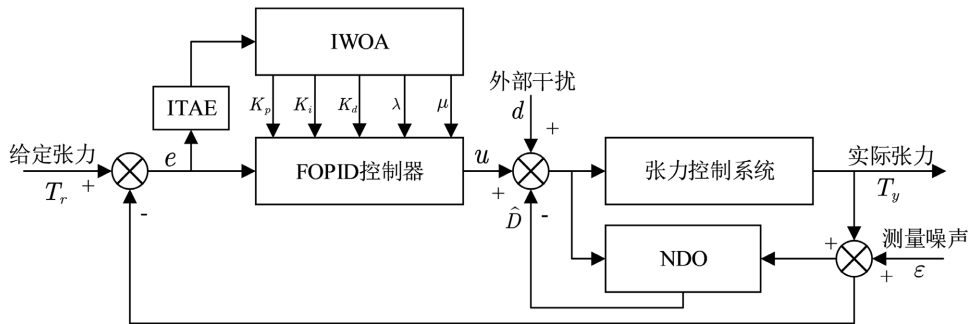 IWOA
ITAE
K_p K_i K_d λ μ
外部干扰
d
+
给定张力
T_r
+
-
e
FOPID控制器
u
+
D̂
-
张力控制系统
实际张力
T_y
NDO
+
测量噪声
+
ε